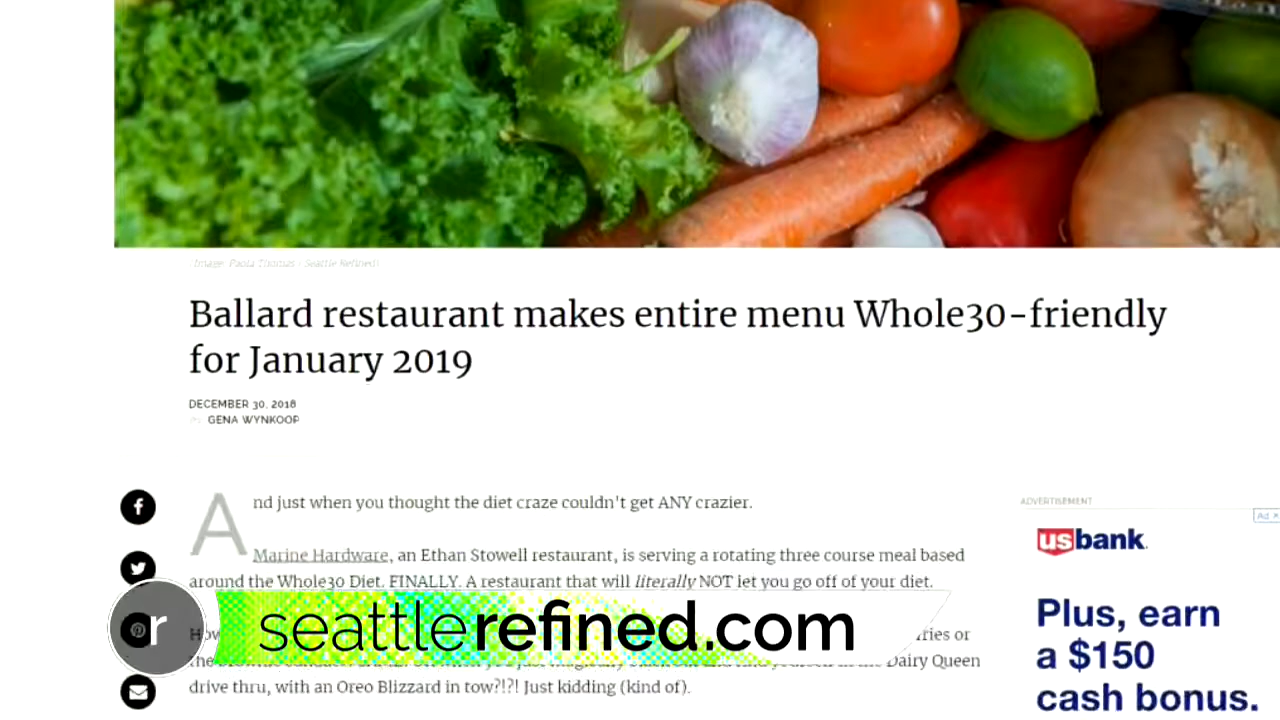 (Image: Paola Thomas / Seattle Refined)
Ballard restaurant makes entire menu Whole30-friendly
for January 2019
DECEMBER 30, 2018
GENA WYNKOOP
And just when you thought the diet craze couldn't get ANY crazier.
Marine Hardware, an Ethan Stowell restaurant, is serving a rotating three course meal based
around the Whole30 Diet. FINALLY. A restaurant that will literally NOT let you go off of your diet.
or
Dairy Queen
drive thru, with an Oreo Blizzard in tow?!?! Just kidding (kind of).
r seattlerefined.com
ADVERTISEMENT
Ad
usbank.
Plus, earn
a $150
cash bonus.